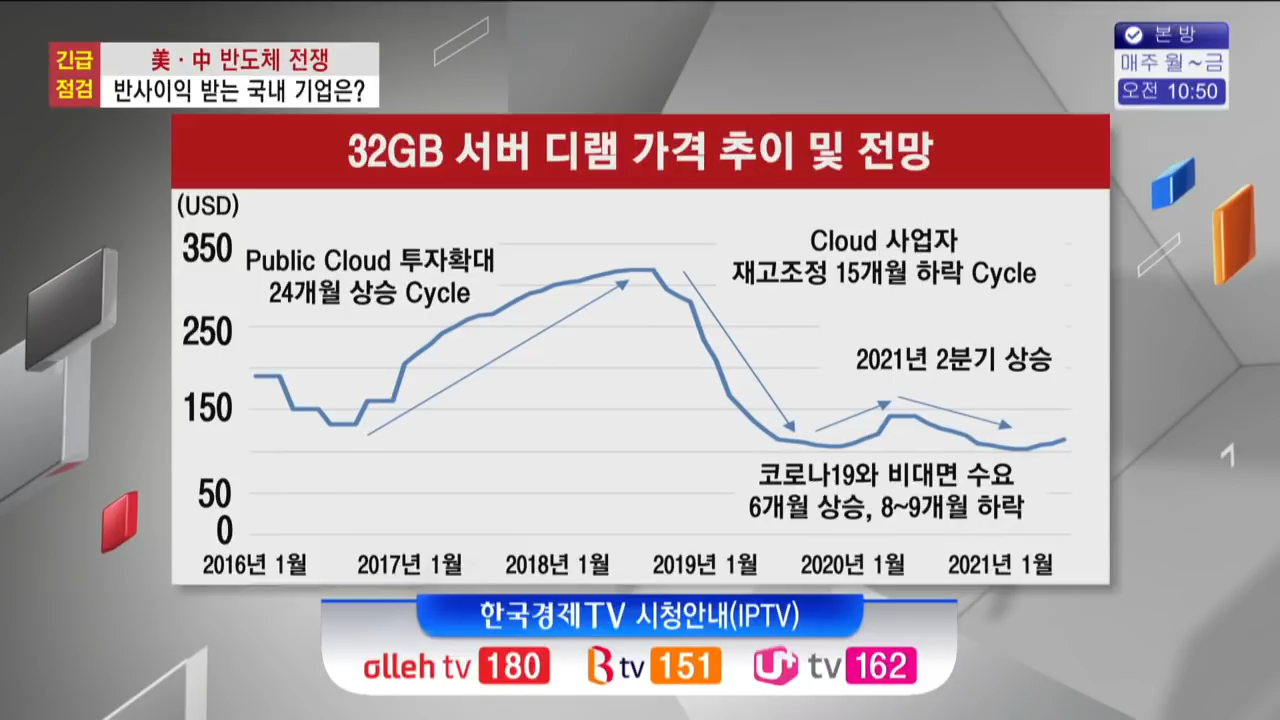 긴급
점검
美·中 반도체 전쟁
반사이익 받는 국내 기업은?
본 방
매주 월~금
오전 10:50
32GB 서버 디램 가격 추이 및 전망
(USD)
350
250
150
50
0
Public Cloud 투자확대
24개월 상승 Cycle
Cloud 사업자
재고조정 15개월 하락 Cycle
2021년 2분기 상승
코로나19와 비대면 수요
6개월 상승, 8~9개월 하락
2016년 1월 2017년 1월 2018년 1월 2019년 1월 2020년 1월 2021년 1월
한국경제TV 시청안내(IPTV)
alleh tv 180 B tv 151 U+ tv 162